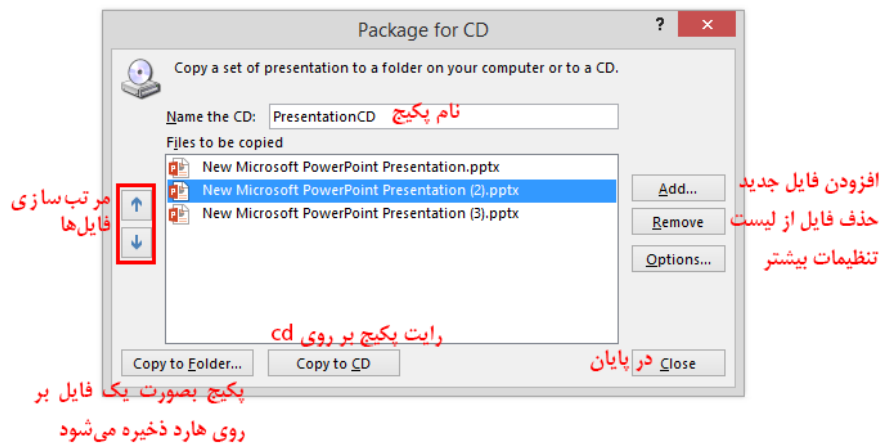 Package for CD
?
Copy a set of presentation to a folder on your computer or to a CD.
Name the CD: PresentationCD نام پکیج
Files to be copied
New Microsoft PowerPoint Presentation.pptx
New Microsoft PowerPoint Presentation (2).pptx
New Microsoft PowerPoint Presentation (3).pptx
مرتب‌سازی
فایل‌ها
Add... افزودن فایل جدید
Remove حذف فایل از لیست
Options... تنظیمات بیشتر
رایت پکیج بر روی cd
Copy to Folder...
Copy to CD
در پایان
Close
پکیج بصورت یک فایل بر
روی هارد ذخیره می‌شود